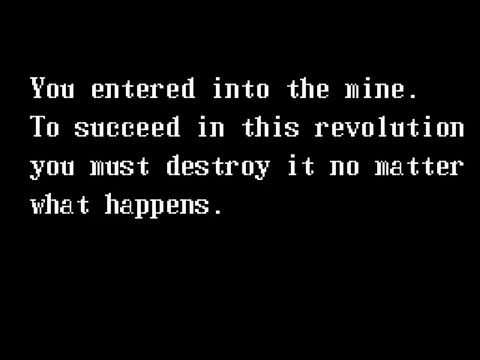 You entered into the mine.
To succeed in this revolution
you must destroy it no matter
what happens.